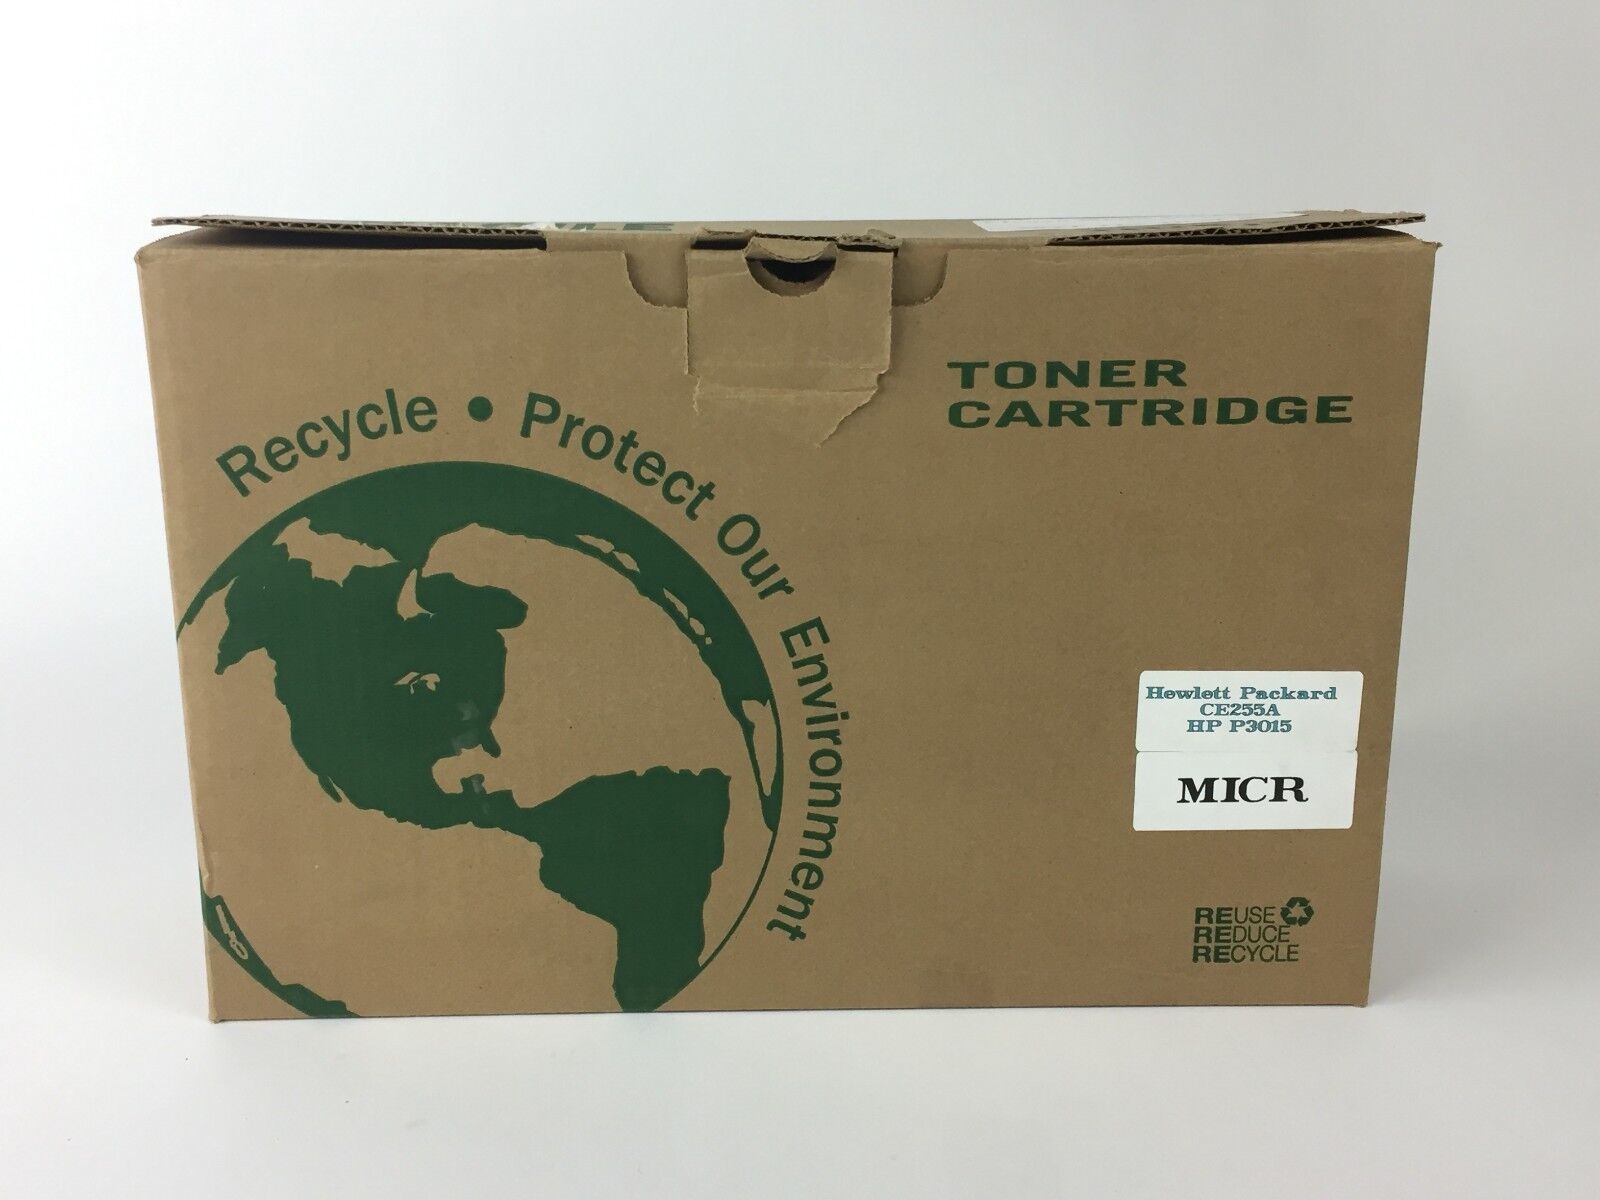 TONER
CARTRIDGE
Recycle • Protect Our Environment
Hewlett Packard
CE255A
HP P3015
MICR
REUSE
REDUCE
RECYCLE